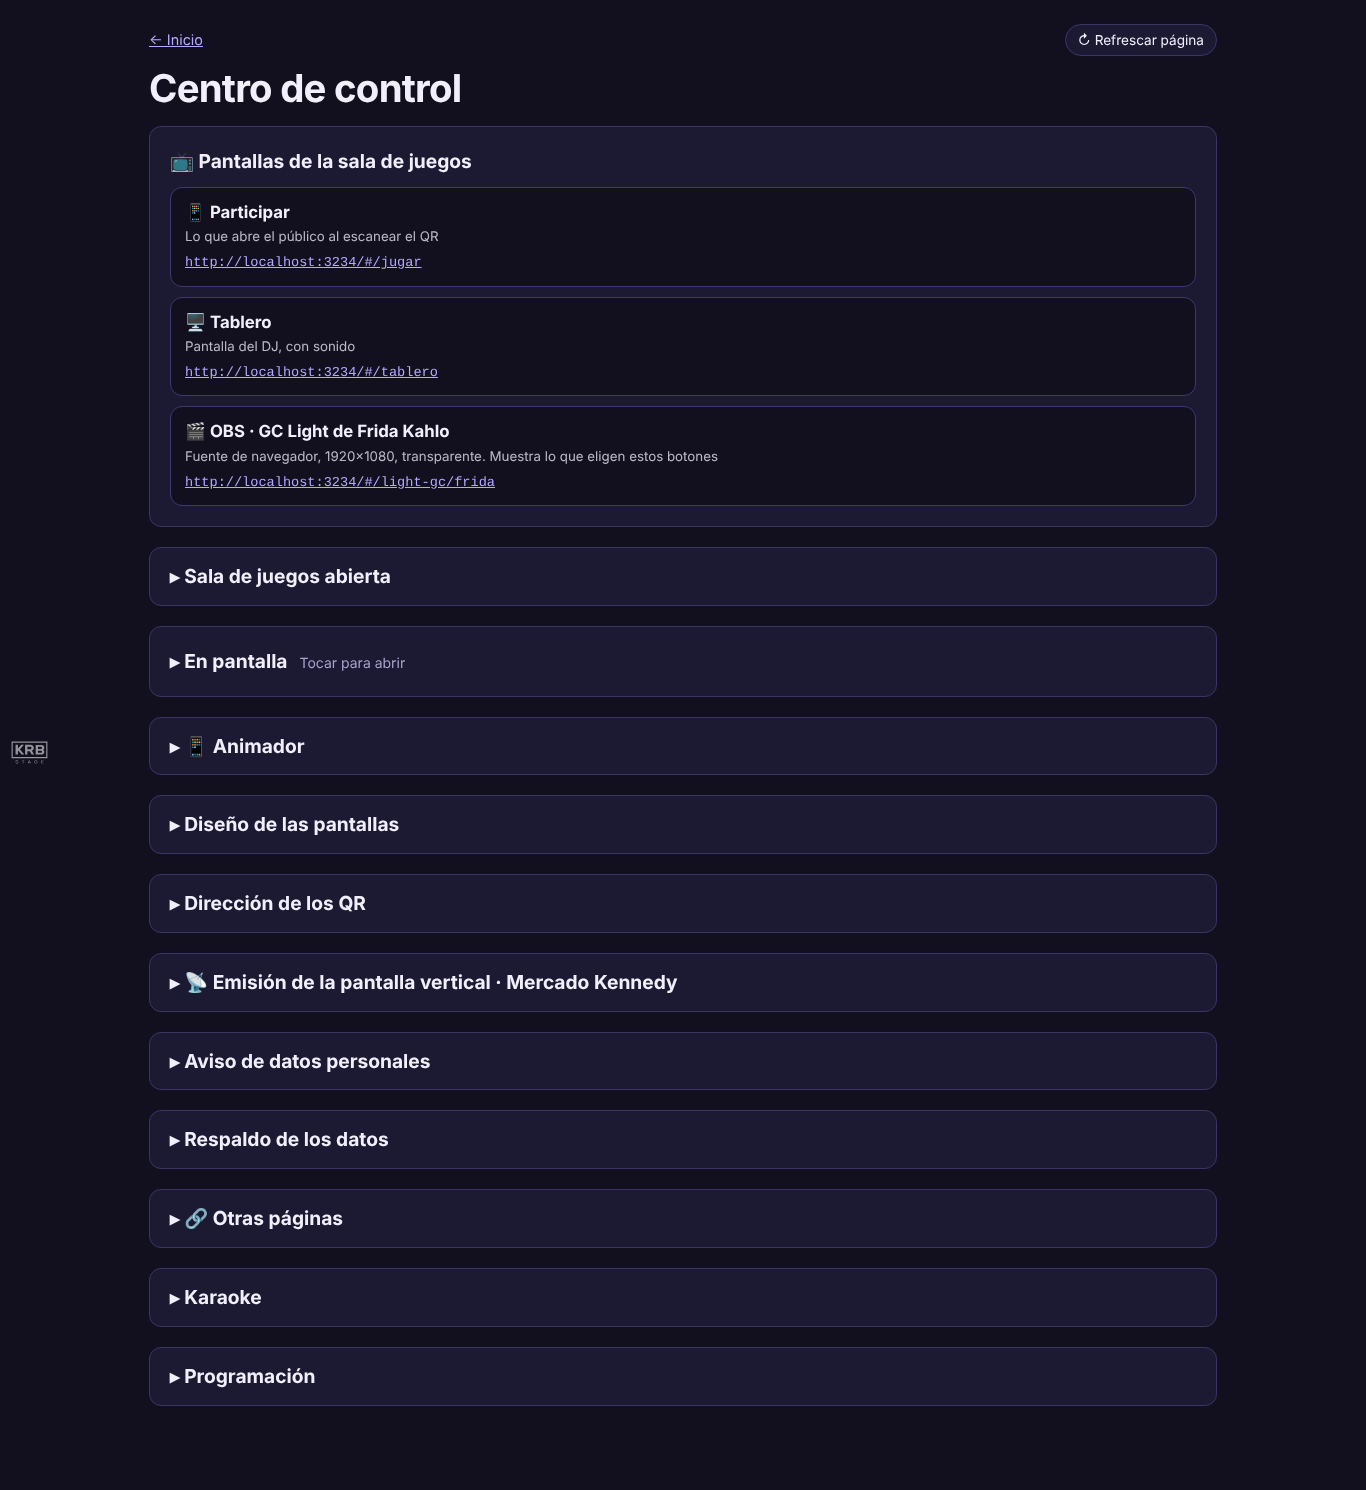 ← Inicio
↻ Refrescar página
Centro de control
📺 Pantallas de la sala de juegos
📱 Participar
Lo que abre el público al escanear el QR
http://localhost:3234/#/jugar
🖥️ Tablero
Pantalla del DJ, con sonido
http://localhost:3234/#/tablero
🎬 OBS · GC Light de Frida Kahlo
Fuente de navegador, 1920×1080, transparente. Muestra lo que eligen estos botones
http://localhost:3234/#/light-gc/frida
▸ Sala de juegos abierta
▸ En pantalla Tocar para abrir
KRB
STAGE
▸ 📱 Animador
▸ Diseño de las pantallas
▸ Dirección de los QR
▸ 📡 Emisión de la pantalla vertical · Mercado Kennedy
▸ Aviso de datos personales
▸ Respaldo de los datos
▸ 🔗 Otras páginas
▸ Karaoke
▸ Programación